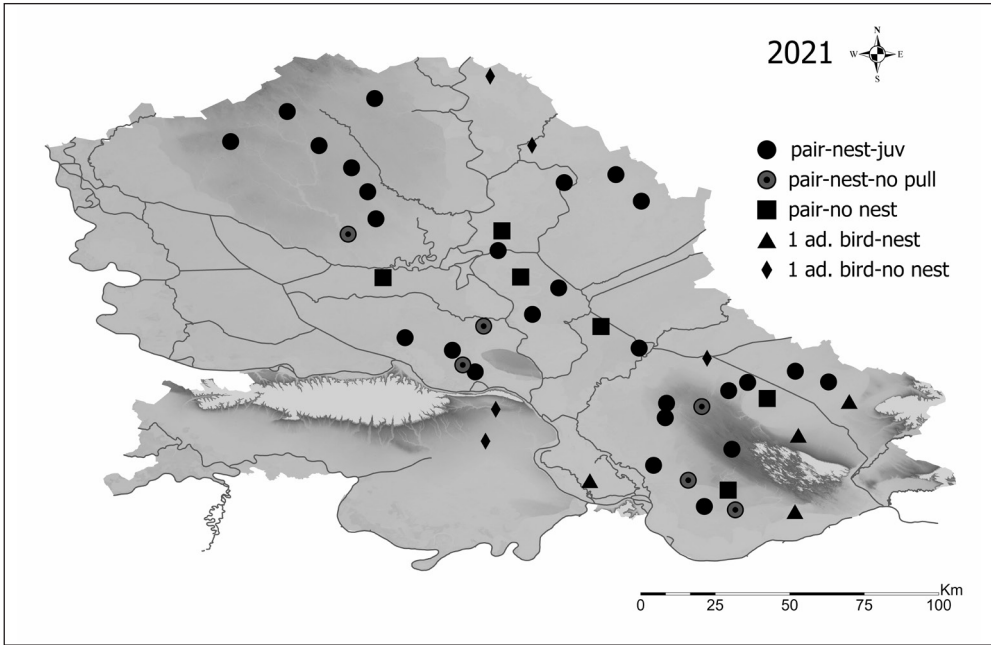 2021
N
W E
S
pair-nest-juv
pair-nest-no pull
pair-no nest
1 ad. bird-nest
1 ad. bird-no nest
Km
0 25 50 75 100